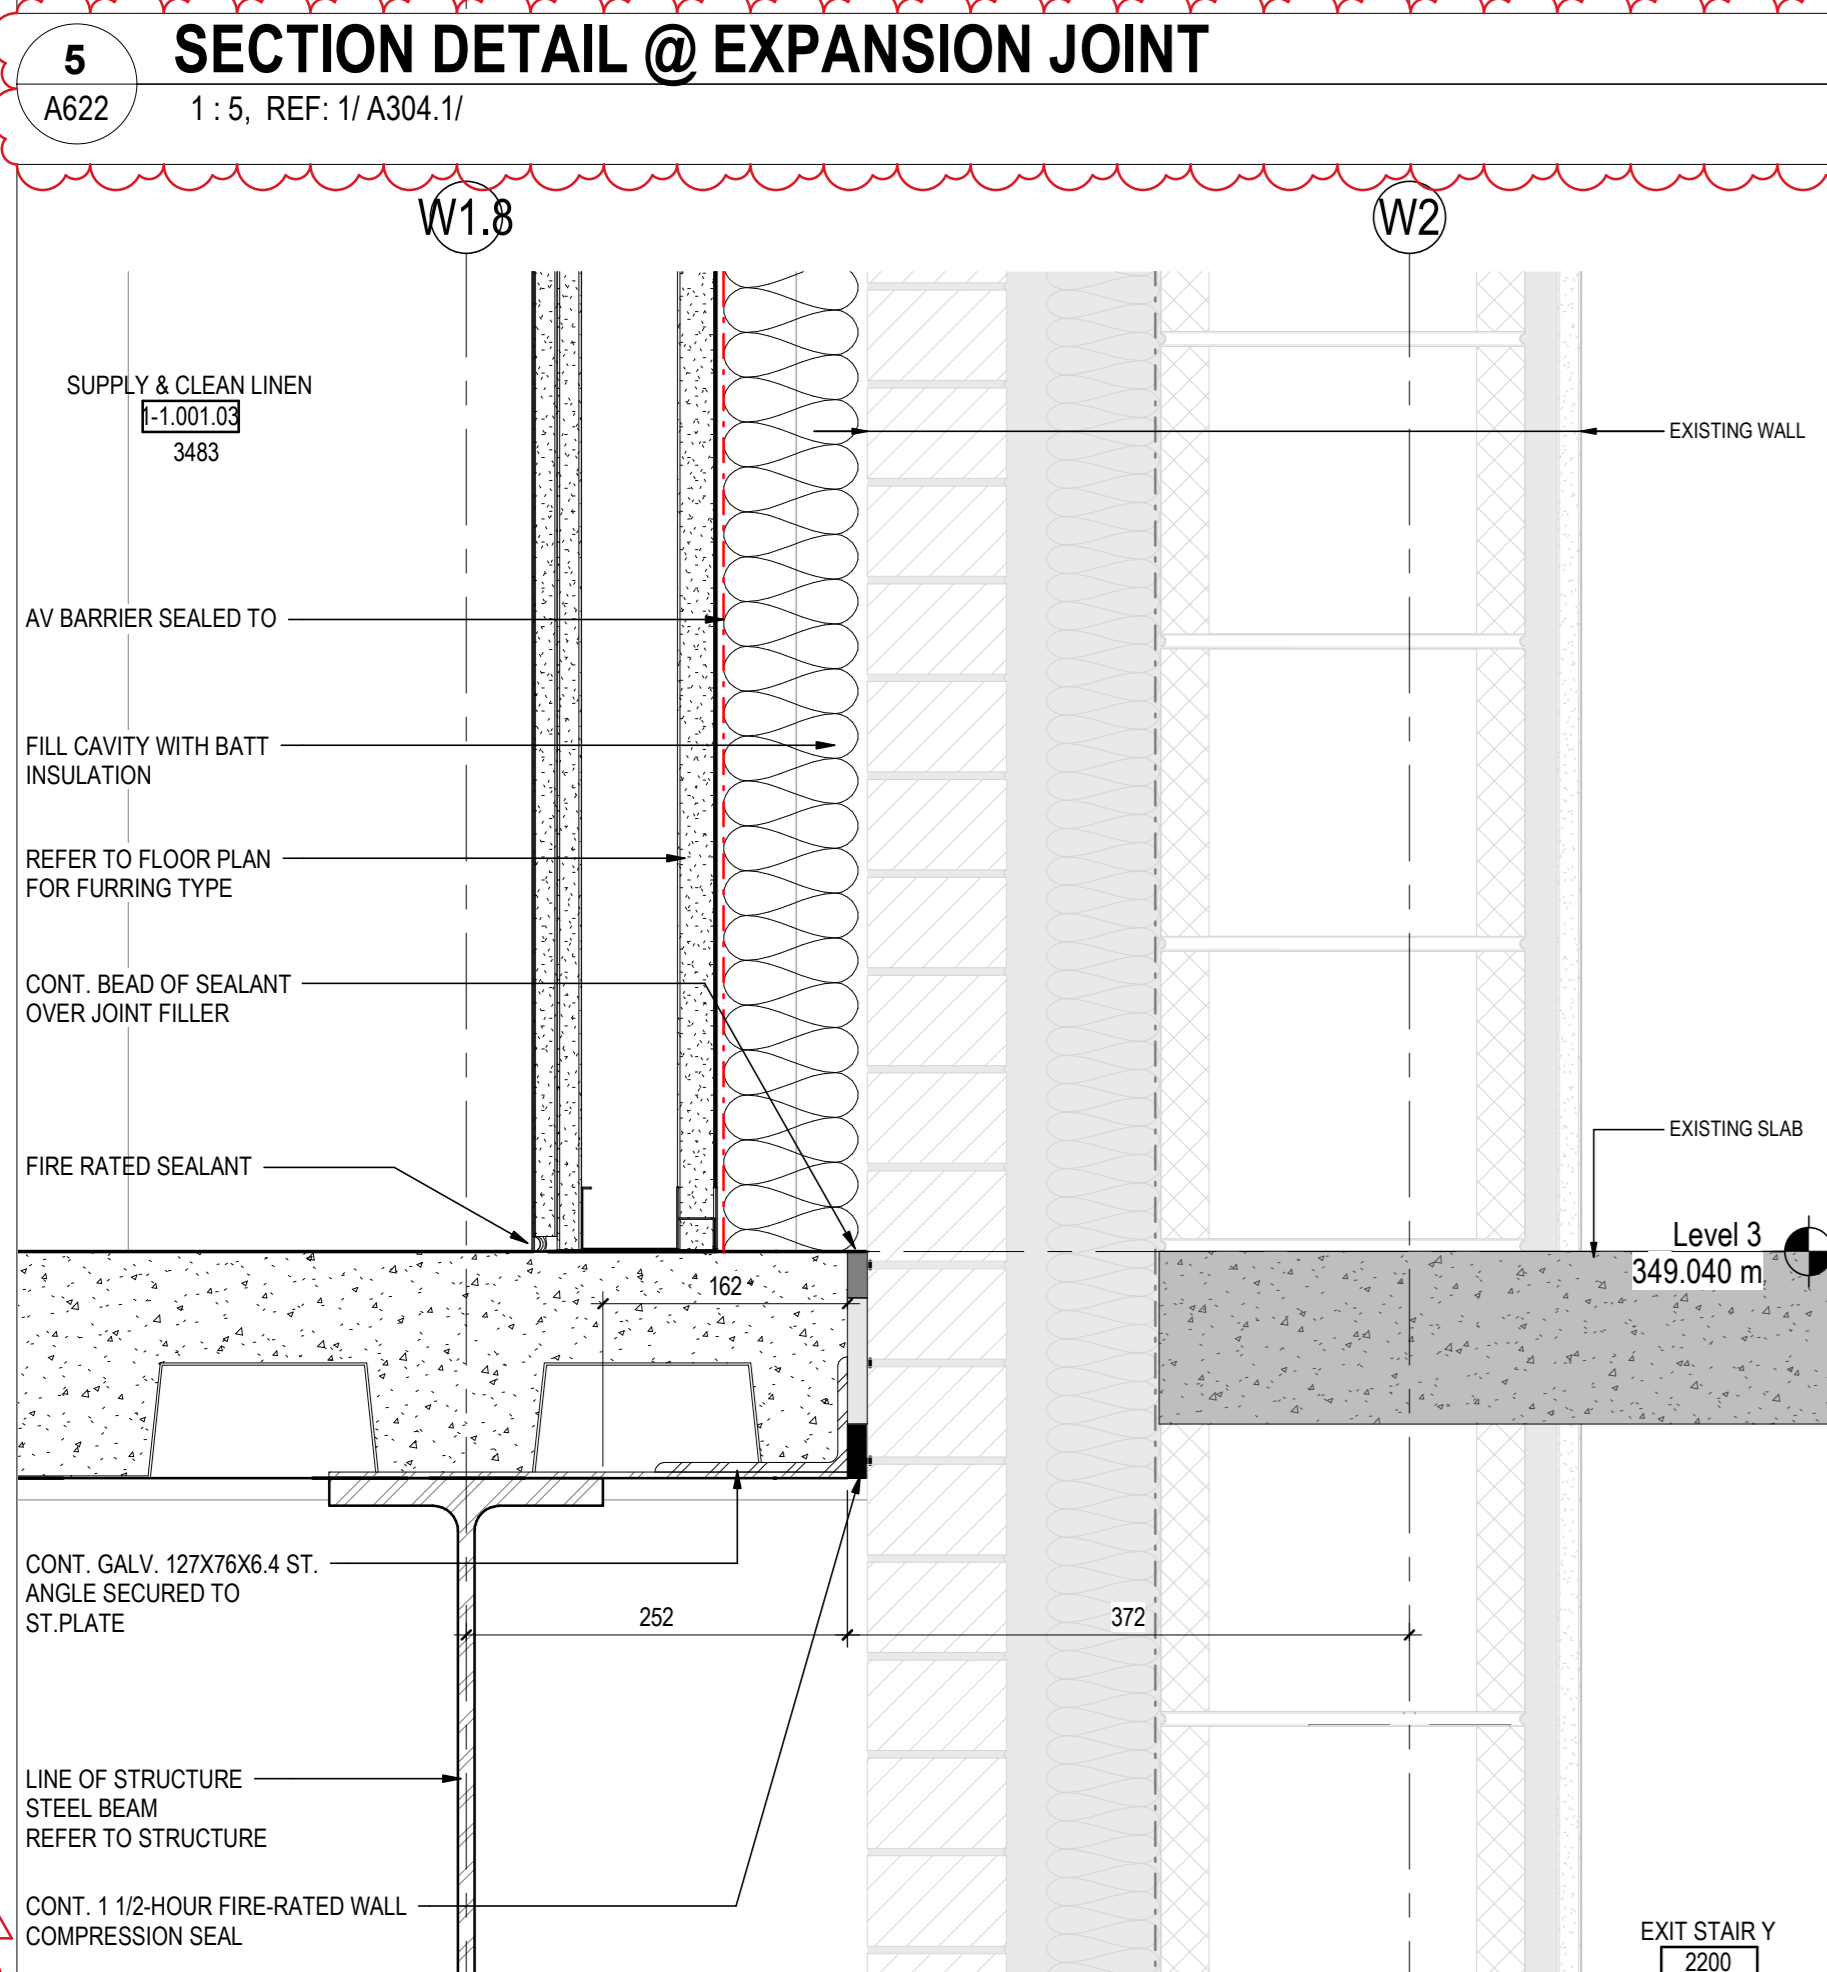 5
A622
SECTION DETAIL @ EXPANSION JOINT
1 : 5, REF: 1/ A304.1/
W1.8
W2
SUPPLY & CLEAN LINEN
1-1.001.03
3483
EXISTING WALL
AV BARRIER SEALED TO
FILL CAVITY WITH BATT
INSULATION
REFER TO FLOOR PLAN
FOR FURRING TYPE
CONT. BEAD OF SEALANT
OVER JOINT FILLER
FIRE RATED SEALANT
EXISTING SLAB
Level 3
349.040 m
162
CONT. GALV. 127X76X6.4 ST.
ANGLE SECURED TO
ST.PLATE
252
372
LINE OF STRUCTURE
STEEL BEAM
REFER TO STRUCTURE
CONT. 1 1/2-HOUR FIRE-RATED WALL
COMPRESSION SEAL
EXIT STAIR Y
2200